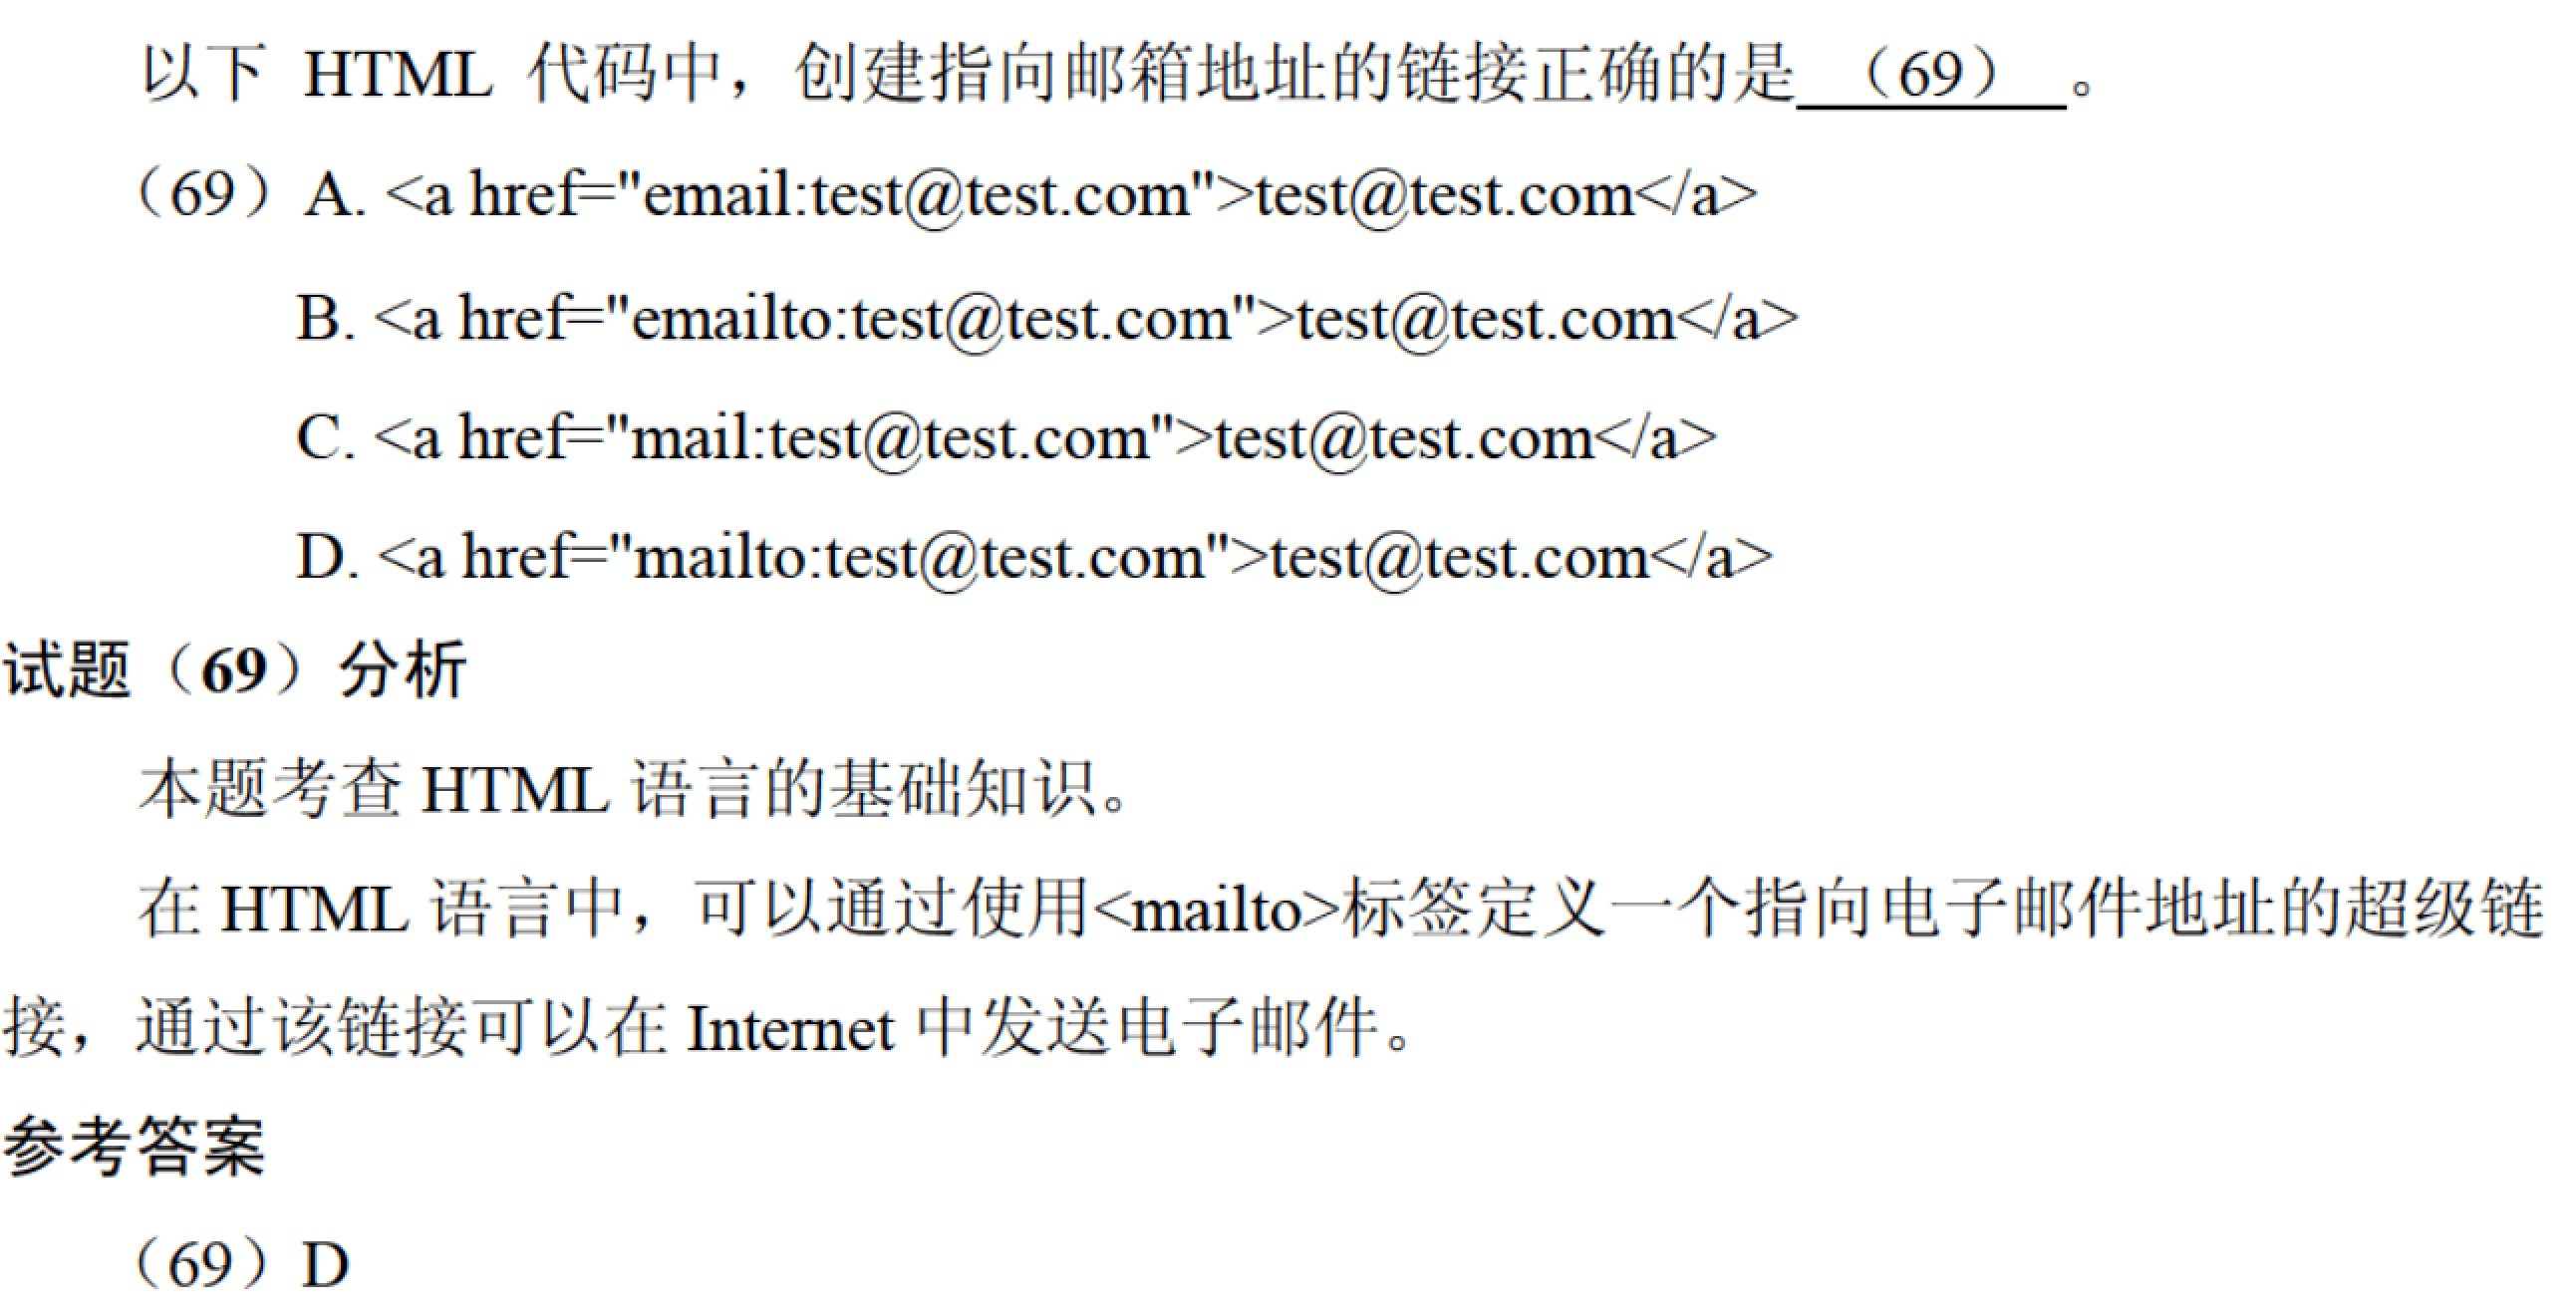 以下 HTML 代码中，创建指向邮箱地址的链接正确的是 （69） 。
（69）A. <a href="email:test@test.com">test@test.com</a>
B. <a href="emailto:test@test.com">test@test.com</a>
C. <a href="mail:test@test.com">test@test.com</a>
D. <a href="mailto:test@test.com">test@test.com</a>
试题（69）分析
本题考查 HTML 语言的基础知识。
在 HTML 语言中，可以通过使用<mailto>标签定义一个指向电子邮件地址的超级链
接，通过该链接可以在 Internet 中发送电子邮件。
参考答案
（69）D